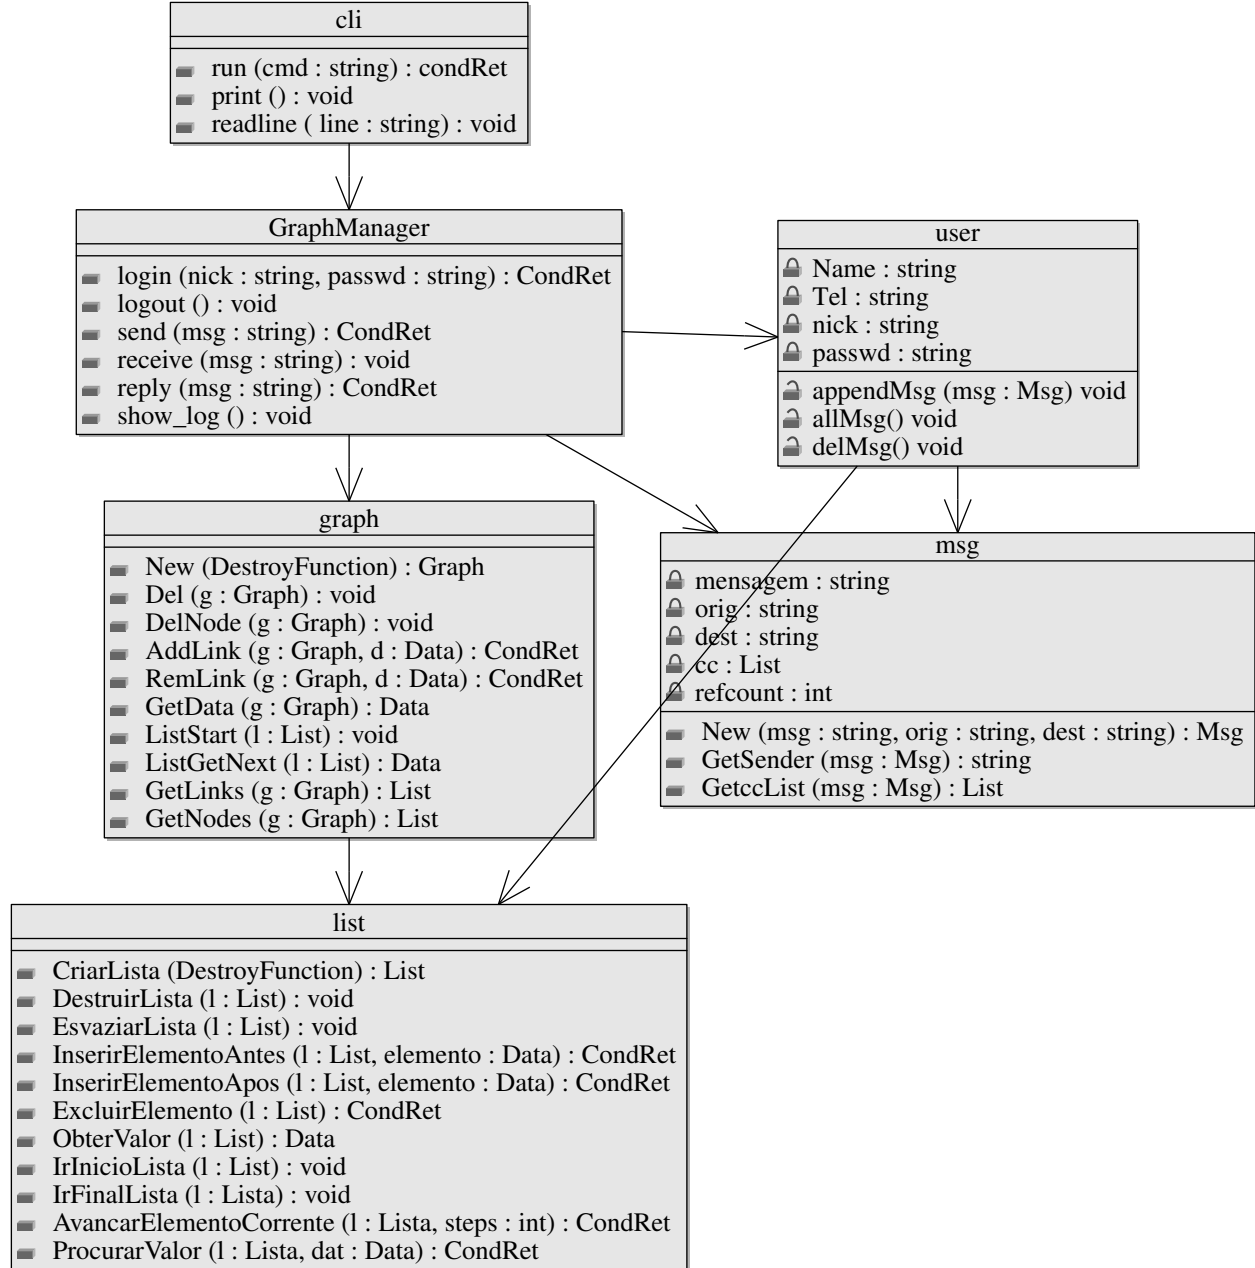 cli
run (cmd : string) : condRet
print () : void
readline ( line : string) : void
GraphManager
login (nick : string, passwd : string) : CondRet
logout () : void
send (msg : string) : CondRet
receive (msg : string) : void
reply (msg : string) : CondRet
show_log () : void
user
Name : string
Tel : string
nick : string
passwd : string
appendMsg (msg : Msg) void
allMsg() void
delMsg() void
graph
New (DestroyFunction) : Graph
Del (g : Graph) : void
DelNode (g : Graph) : void
AddLink (g : Graph, d : Data) : CondRet
RemLink (g : Graph, d : Data) : CondRet
GetData (g : Graph) : Data
ListStart (l : List) : void
ListGetNext (l : List) : Data
GetLinks (g : Graph) : List
GetNodes (g : Graph) : List
msg
mensagem : string
orig : string
dest : string
cc : List
refcount : int
New (msg : string, orig : string, dest : string) : Msg
GetSender (msg : Msg) : string
GetccList (msg : Msg) : List
list
CriarLista (DestroyFunction) : List
DestruirLista (l : List) : void
EsvaziarLista (l : List) : void
InserirElementoAntes (l : List, elemento : Data) : CondRet
InserirElementoApos (l : List, elemento : Data) : CondRet
ExcluirElemento (l : List) : CondRet
ObterValor (l : List) : Data
IrInicioLista (l : List) : void
IrFinalLista (l : Lista) : void
AvancarElementoCorrente (l : Lista, steps : int) : CondRet
ProcurarValor (l : Lista, dat : Data) : CondRet